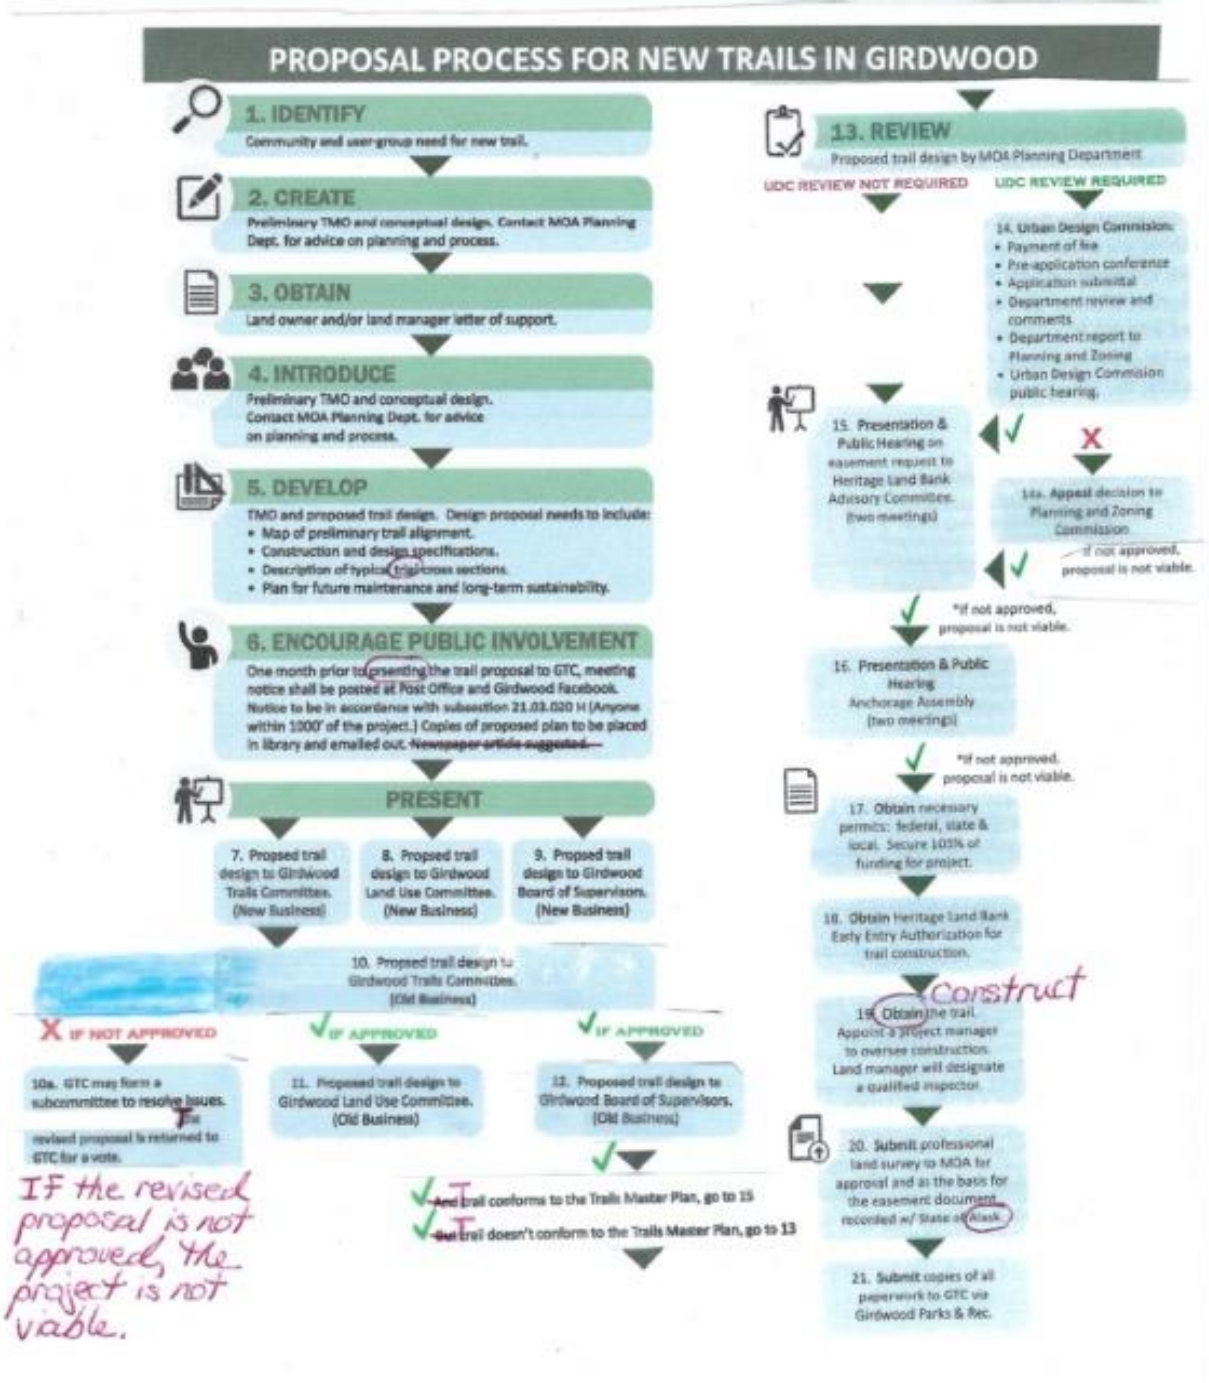 PROPOSAL PROCESS FOR NEW TRAILS IN GIRDWOOD
1. IDENTIFY
Community and user-group need for new trail.
2. CREATE
Preliminary TMO and conceptual design. Contact MOA Planning
Dept. for advice on planning and process.
3. OBTAIN
Land owner and/or land manager letter of support.
4. INTRODUCE
Preliminary TMO and conceptual design.
Contact MOA Planning Dept. for advice
on planning and process.
5. DEVELOP
TMO and proposed trail design. Design proposal needs to include:
• Map of preliminary trail alignment.
• Construction and design specifications.
• Description of typical trial cross sections.
• Plan for future maintenance and long-term sustainability.
6. ENCOURAGE PUBLIC INVOLVEMENT
One month prior to prsenting the trail proposal to GTC, meeting
notice shall be posted at Post Office and Girdwood Facebook.
Notice to be in accordance with subsection 21.03.020 H (Anyone
within 1000' of the project.) Copies of proposed plan to be placed
in library and emailed out. Newspaper article suggested.
PRESENT
7. Propsed trail
design to Girdwood
Trails Committee.
(New Business)
8. Propsed trail
design to Girdwood
Land Use Committee.
(New Business)
9. Propsed trail
design to Girdwood
Board of Supervisors.
(New Business)
10. Propsed trail design to
Girdwood Trails Committee.
(Old Business)
X IF NOT APPROVED
✓IF APPROVED
✓IF APPROVED
10a. GTC may form a
subcommittee to resolve issues.
The
revised proposal is returned to
GTC for a vote.
IF the revised
proposal is not
approved, the
project is not
viable.
11. Proposed trail design to
Girdwood Land Use Committee.
(Old Business)
12. Proposed trail design to
Girdwood Board of Supervisors.
(Old Business)
And Trail conforms to the Trails Master Plan, go to 15
But Trail doesn't conform to the Trails Master Plan, go to 13
13. REVIEW
Proposed trail design by MOA Planning Department
UDC REVIEW NOT REQUIRED
UDC REVIEW REQUIRED
14. Urban Design Commision:
• Payment of fee
• Pre-application conference
• Application submittal
• Department review and
comments
• Department report to
Planning and Zoning
• Urban Design Commision
public hearing.
X
14a. Appeal decision to
Planning and Zoning
Commission
if not approved,
proposal is not viable.
15. Presentation &
Public Hearing on
easement request to
Heritage Land Bank
Advisory Committee.
(two meetings)
*If not approved,
proposal is not viable.
16. Presentation & Public
Hearing
Anchorage Assembly
(two meetings)
*If not approved,
proposal is not viable.
17. Obtain necessary
permits: federal, state &
local. Secure 105% of
funding for project.
18. Obtain Heritage Land Bank
Early Entry Authorization for
trail construction.
construct
19. Obtain the trail.
Appoint a project manager
to oversee construction.
Land manager will designate
a qualified inspector.
20. Submit professional
land survey to MOA for
approval and as the basis for
the easement document
recorded w/ State of Alask.
21. Submit copies of all
paperwork to GTC via
Girdwood Parks & Rec.